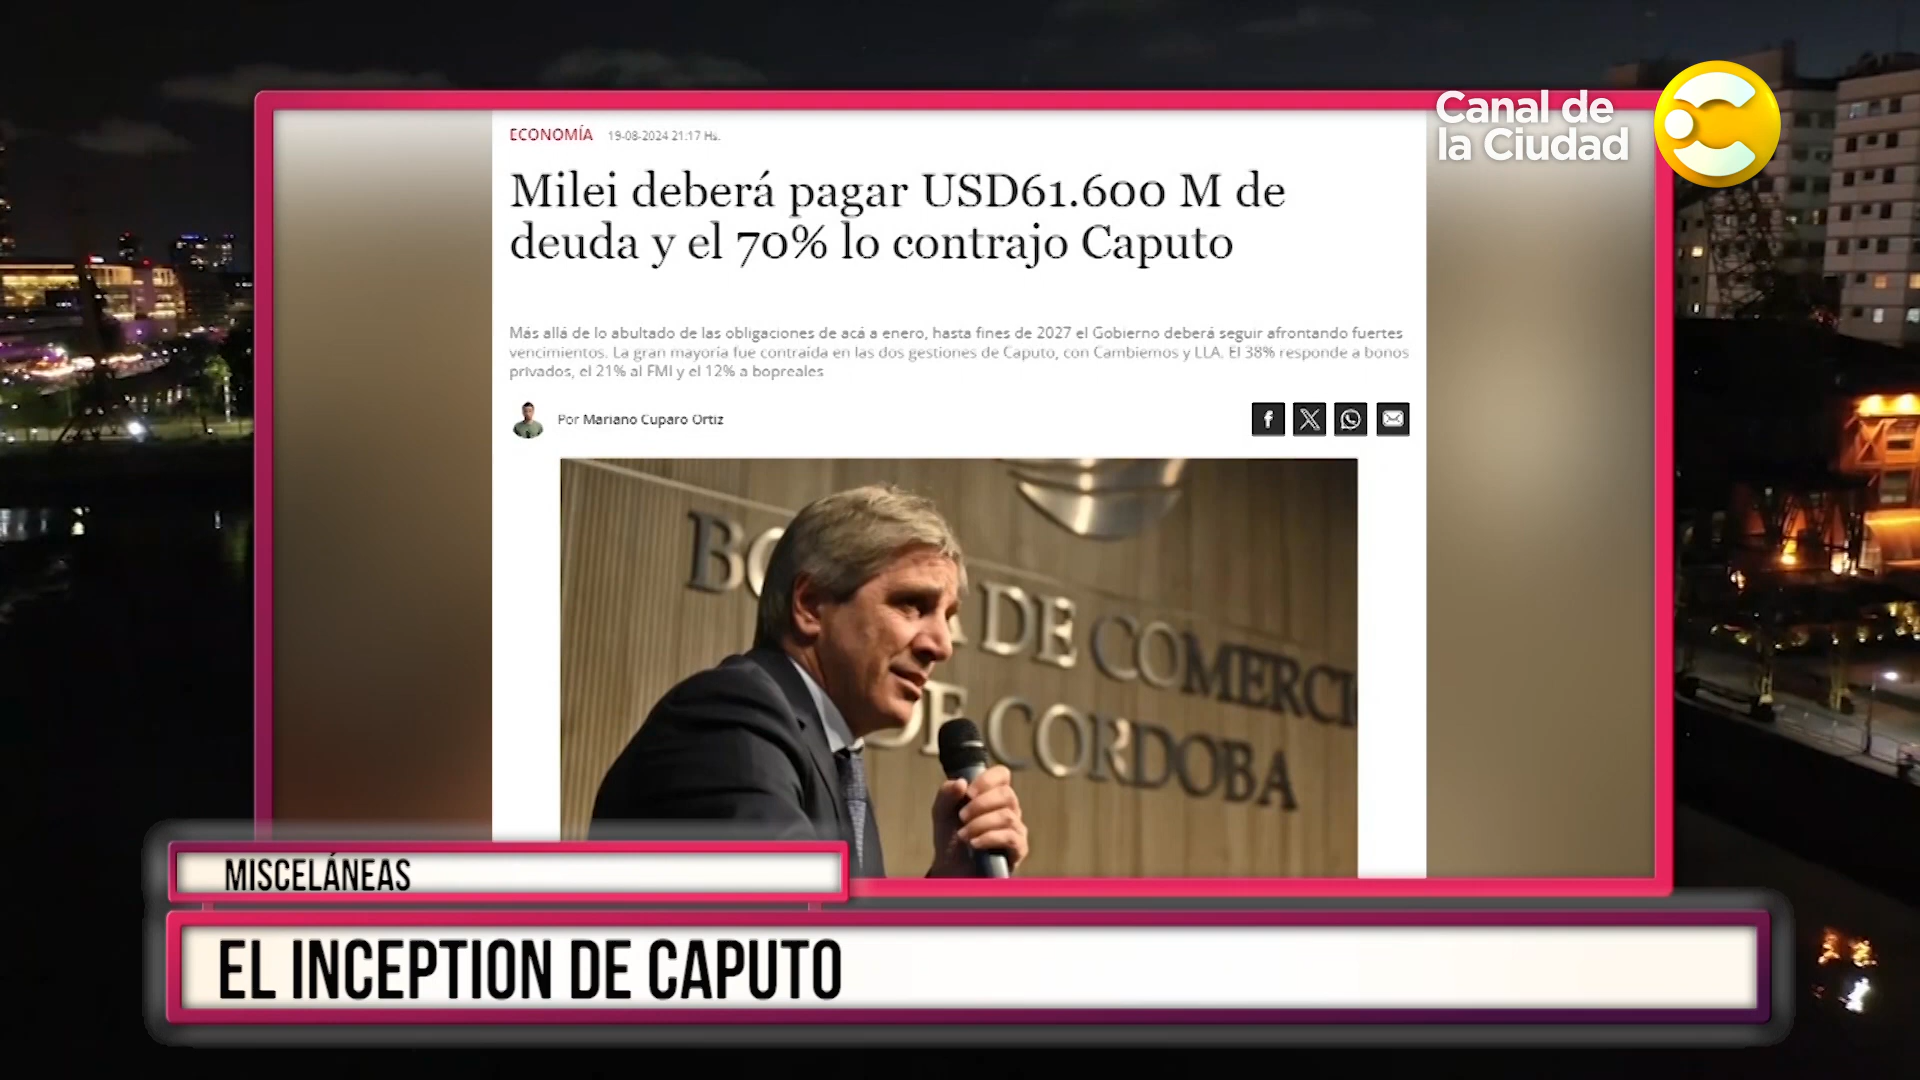 Canal de
la Ciudad
ECONOMÍA 19-08-2024 21:17 Hs.
Milei deberá pagar USD61.600 M de
deuda y el 70% lo contrajo Caputo
Más allá de lo abultado de las obligaciones de acá a enero, hasta fines de 2027 el Gobierno deberá seguir afrontando fuertes
vencimientos. La gran mayoría fue contraída en las dos gestiones de Caputo, con Cambiemos y LLA. El 38% responde a bonos
privados, el 21% al FMI y el 12% a bopreales
Por Mariano Cuparo Ortiz
DE COMERCI
DE CORDOBA
MISCELÁNEAS
EL INCEPTION DE CAPUTO